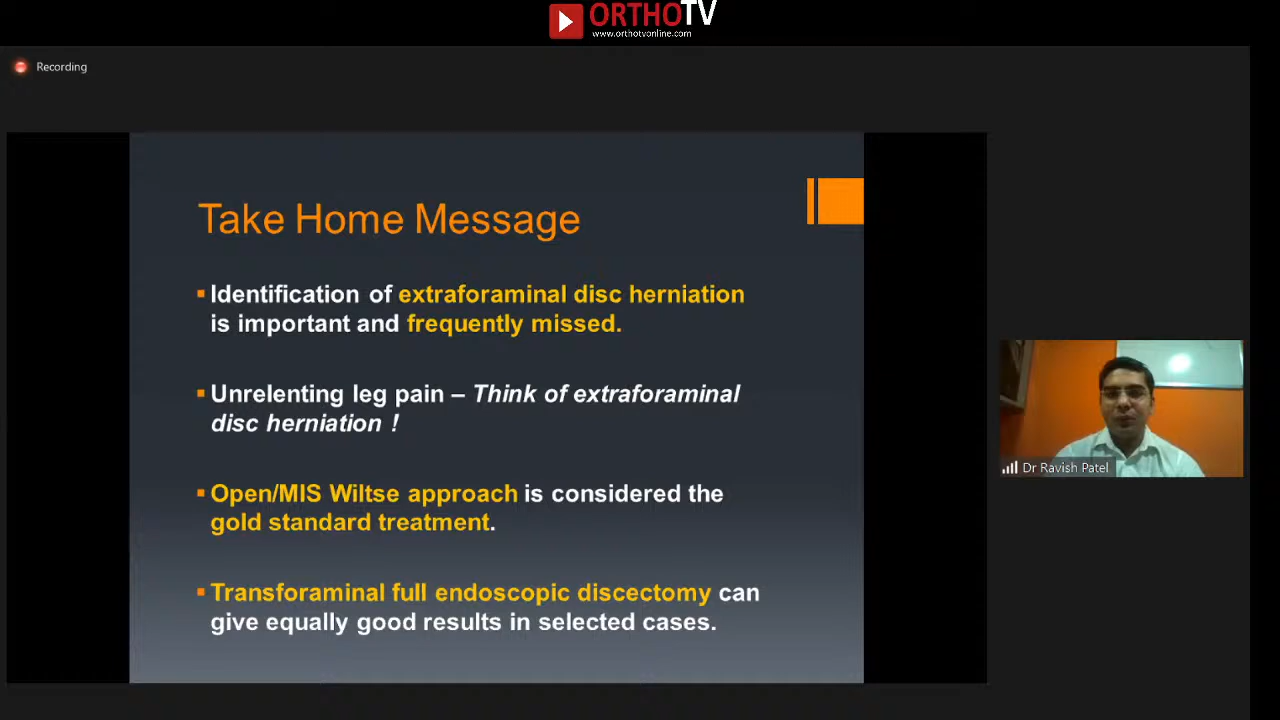 ORTHOTV
www.orthotvonline.com
Recording
Take Home Message
Identification of extraforaminal disc herniation
is important and frequently missed.
Unrelenting leg pain – Think of extraforaminal
disc herniation !
Open/MIS Wiltse approach is considered the
gold standard treatment.
Transforaminal full endoscopic discectomy can
give equally good results in selected cases.
Dr Ravish Patel